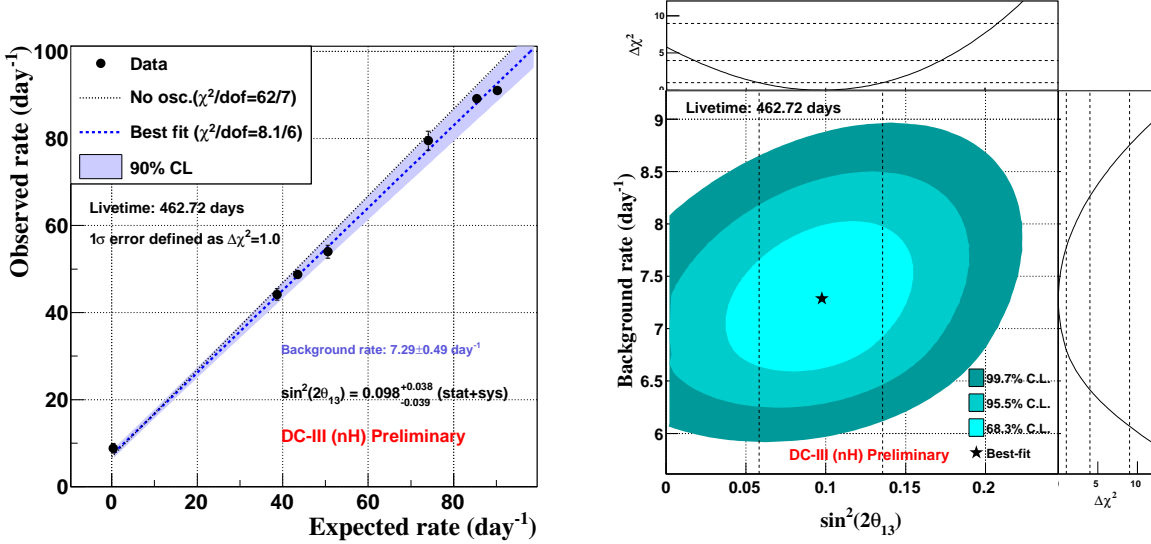 Observed rate (day⁻¹)
100
80
60
40
20
0
Data
No osc.(χ²/dof=62/7)
Best fit (χ²/dof=8.1/6)
90% CL
Livetime: 462.72 days
1σ error defined as Δχ²=1.0
Background rate: 7.29±0.49 day⁻¹
sin²(2θ₁₃) = 0.098 +0.038 -0.039 (stat+sys)
DC-III (nH) Preliminary
0 20 40 60 80
Expected rate (day⁻¹)
Δχ²
10
5
0
Livetime: 462.72 days
Background rate (day⁻¹)
9
8.5
8
7.5
7
6.5
6
99.7% C.L.
95.5% C.L.
68.3% C.L.
Best-fit
DC-III (nH) Preliminary
0 0.05 0.1 0.15 0.2
sin²(2θ₁₃)
5 10
Δχ²